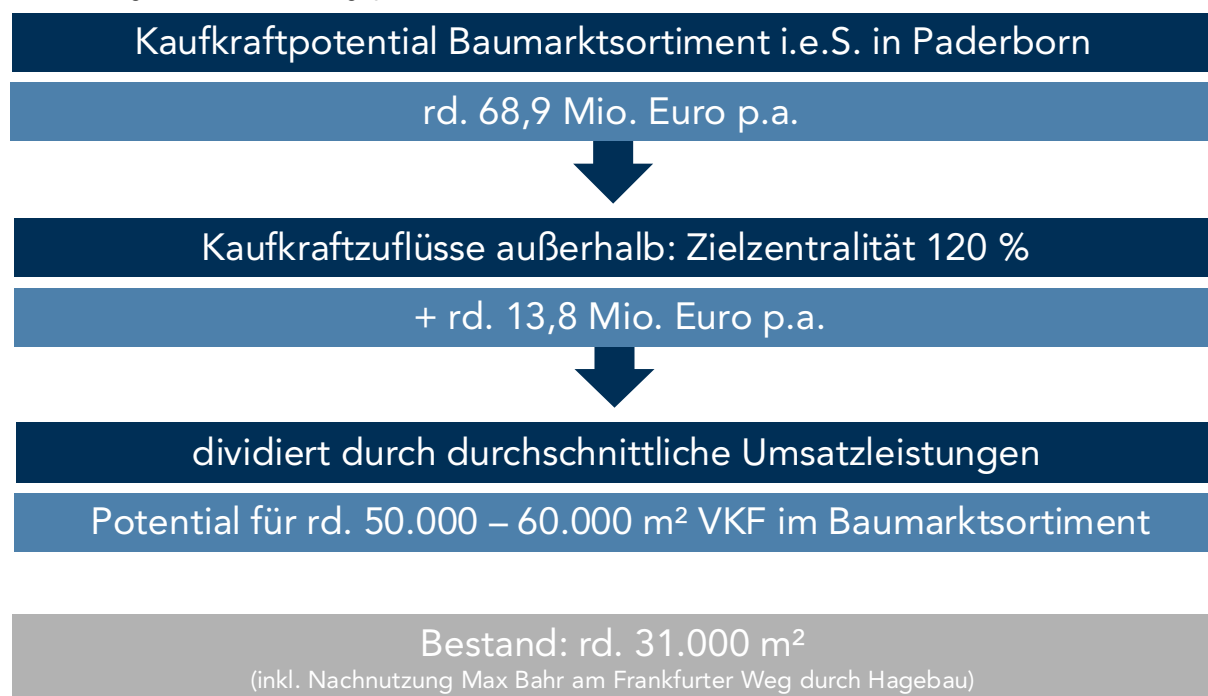 Kaufkraftpotential Baumarktsortiment i.e.S. in Paderborn
rd. 68,9 Mio. Euro p.a.
Kaufkraftzuflüsse außerhalb: Zielzentralität 120 %
+ rd. 13,8 Mio. Euro p.a.
dividiert durch durchschnittliche Umsatzleistungen
Potential für rd. 50.000 – 60.000 m² VKF im Baumarktsortiment
Bestand: rd. 31.000 m²
(inkl. Nachnutzung Max Bahr am Frankfurter Weg durch Hagebau)